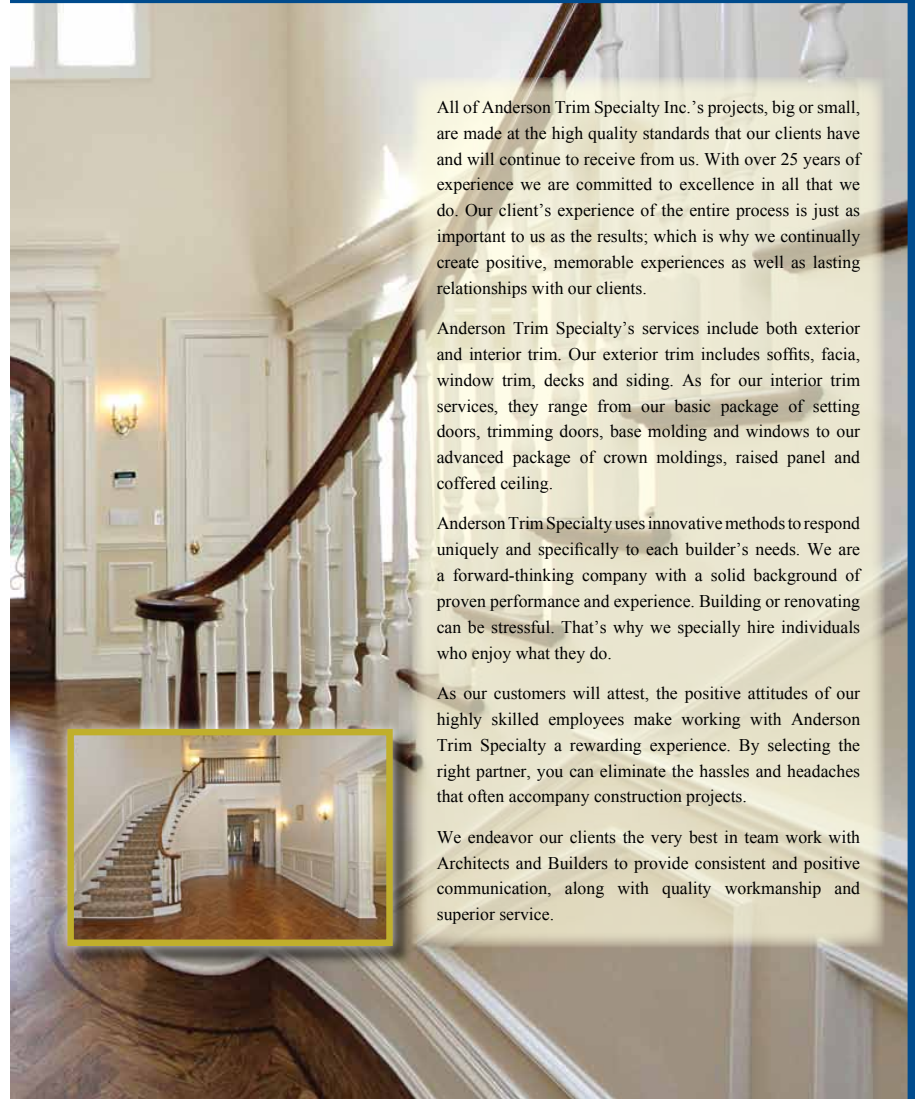 All of Anderson Trim Specialty Inc.’s projects, big or small,
are made at the high quality standards that our clients have
and will continue to receive from us. With over 25 years of
experience we are committed to excellence in all that we
do. Our client’s experience of the entire process is just as
important to us as the results; which is why we continually
create positive, memorable experiences as well as lasting
relationships with our clients.
Anderson Trim Specialty’s services include both exterior
and interior trim. Our exterior trim includes soffits, facia,
window trim, decks and siding. As for our interior trim
services, they range from our basic package of setting
doors, trimming doors, base molding and windows to our
advanced package of crown moldings, raised panel and
coffered ceiling.
Anderson Trim Specialty uses innovative methods to respond
uniquely and specifically to each builder’s needs. We are
a forward-thinking company with a solid background of
proven performance and experience. Building or renovating
can be stressful. That’s why we specially hire individuals
who enjoy what they do.
As our customers will attest, the positive attitudes of our
highly skilled employees make working with Anderson
Trim Specialty a rewarding experience. By selecting the
right partner, you can eliminate the hassles and headaches
that often accompany construction projects.
We endeavor our clients the very best in team work with
Architects and Builders to provide consistent and positive
communication, along with quality workmanship and
superior service.